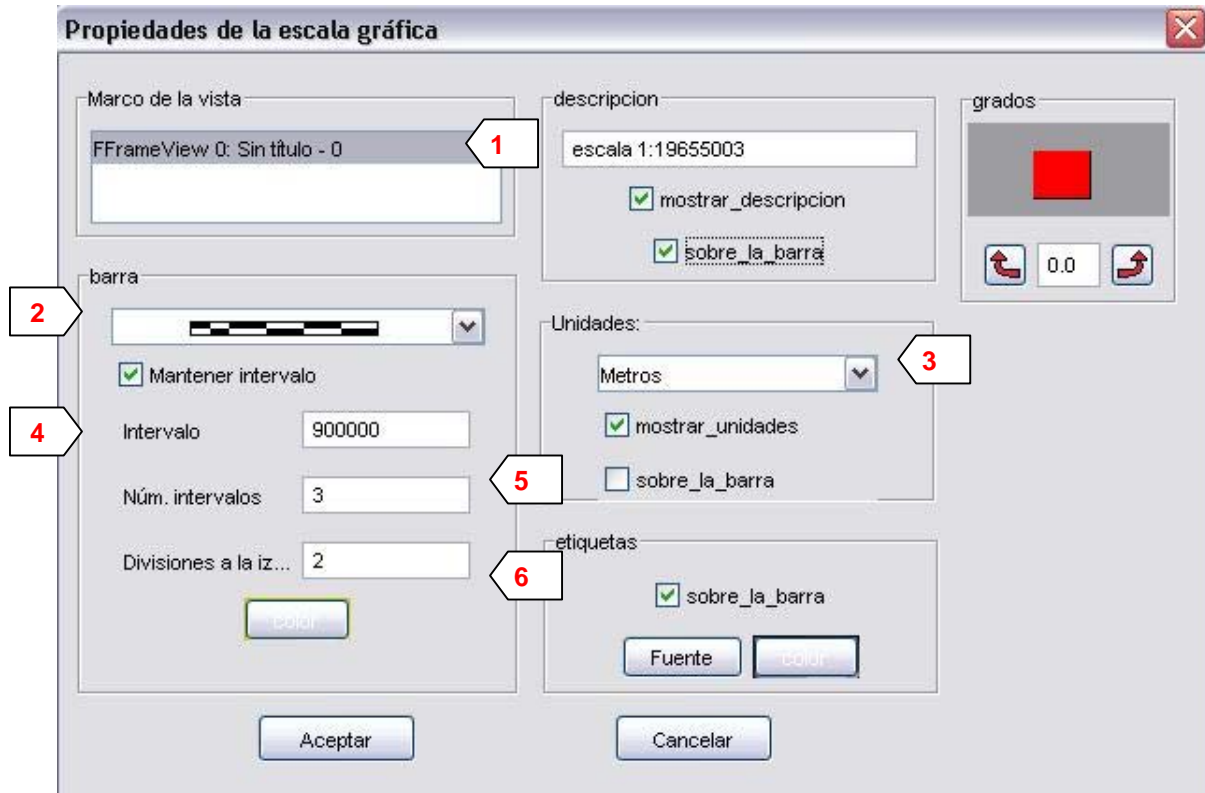 Propiedades de la escala gráfica
Marco de la vista
FFrameView 0: Sin título - 0
1
descripcion
escala 1:19655003
mostrar_descripcion
sobre_la_barra
grados
0.0
barra
2
Mantener intervalo
4
Intervalo
900000
Núm. intervalos
3
5
Divisiones a la iz...
2
6
color
Unidades:
Metros
3
mostrar_unidades
sobre_la_barra
etiquetas
sobre_la_barra
Fuente
color
Aceptar
Cancelar